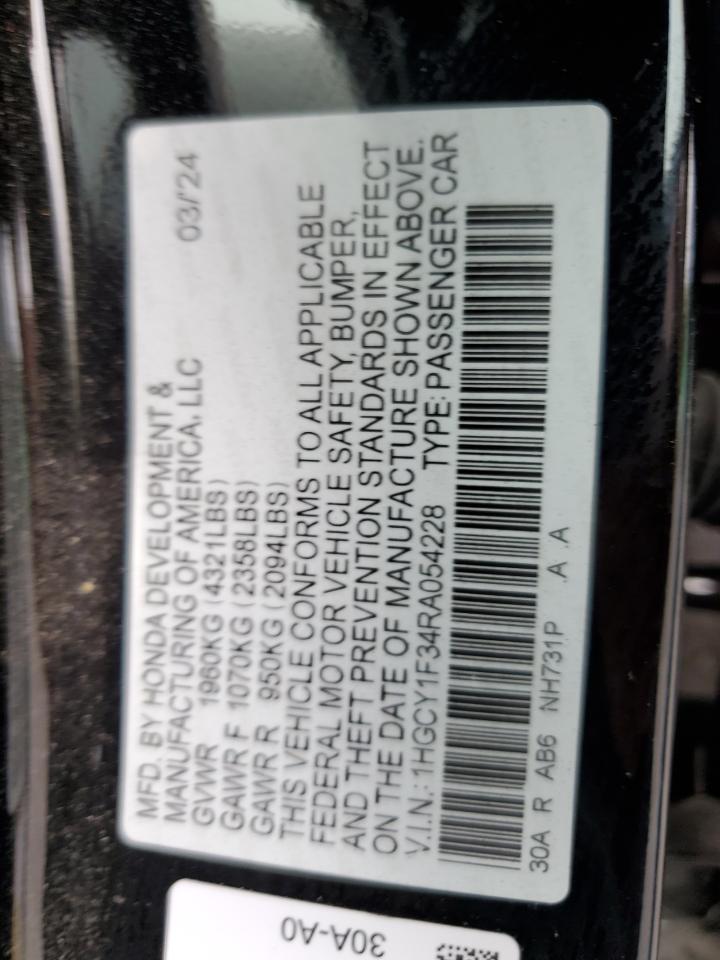 MFD. BY HONDA DEVELOPMENT &
MANUFACTURING OF AMERICA, LLC 03/'24
GVWR 1960KG (4321LBS)
GAWR F 1070KG (2358LBS)
GAWR R 950KG (2094LBS)
THIS VEHICLE CONFORMS TO ALL APPLICABLE
FEDERAL MOTOR VEHICLE SAFETY, BUMPER,
AND THEFT PREVENTION STANDARDS IN EFFECT
ON THE DATE OF MANUFACTURE SHOWN ABOVE.
V.I.N.: 1HGCY1F34RA054228 TYPE: PASSENGER CAR
30A R AB6 NH731P .A .A
30A-A0